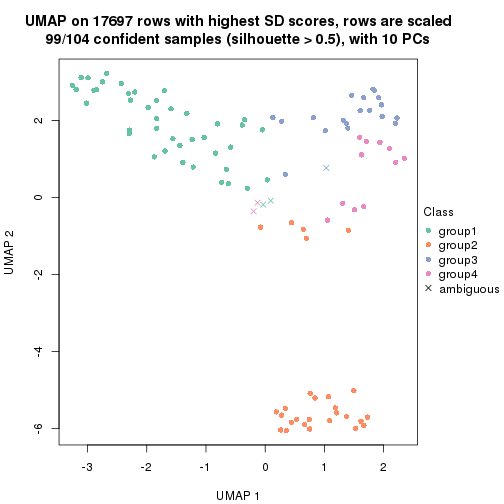 UMAP on 17697 rows with highest SD scores, rows are scaled
99/104 confident samples (silhouette > 0.5), with 10 PCs
UMAP 2
2
0
-2
-4
-6
-3
-2
-1
0
1
2
UMAP 1
Class
group1
group2
group3
group4
ambiguous